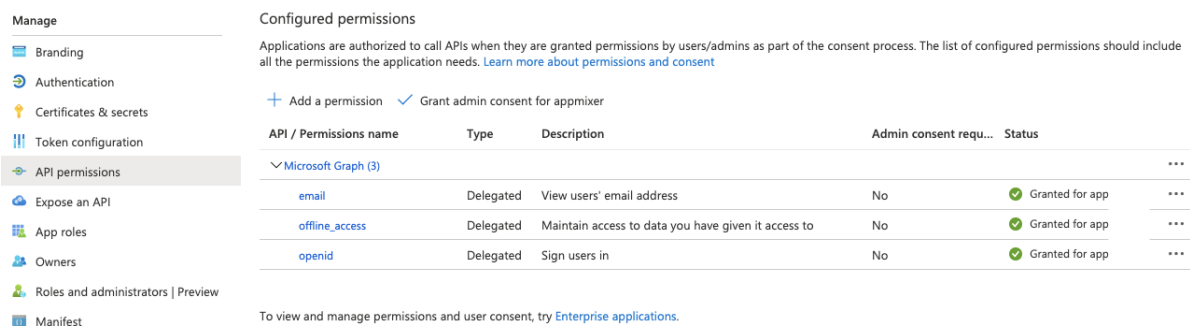 Manage
Branding
Authentication
Certificates & secrets
Token configuration
API permissions
Expose an API
App roles
Owners
Roles and administrators | Preview
Manifest
Configured permissions
Applications are authorized to call APIs when they are granted permissions by users/admins as part of the consent process. The list of configured permissions should include
all the permissions the application needs. Learn more about permissions and consent
Add a permission Grant admin consent for appmixer
API / Permissions name Type Description Admin consent requ... Status
Microsoft Graph (3) ...
email Delegated View users' email address No Granted for app ...
offline_access Delegated Maintain access to data you have given it access to No Granted for app ...
openid Delegated Sign users in No Granted for app ...
To view and manage permissions and user consent, try Enterprise applications.